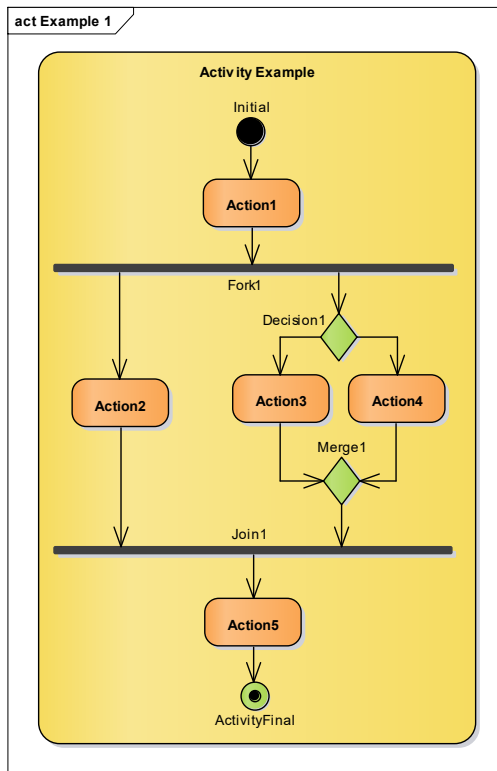 act Example 1
Activity Example
Initial
Action1
Fork1
Decision1
Action2
Action3
Action4
Merge1
Join1
Action5
ActivityFinal